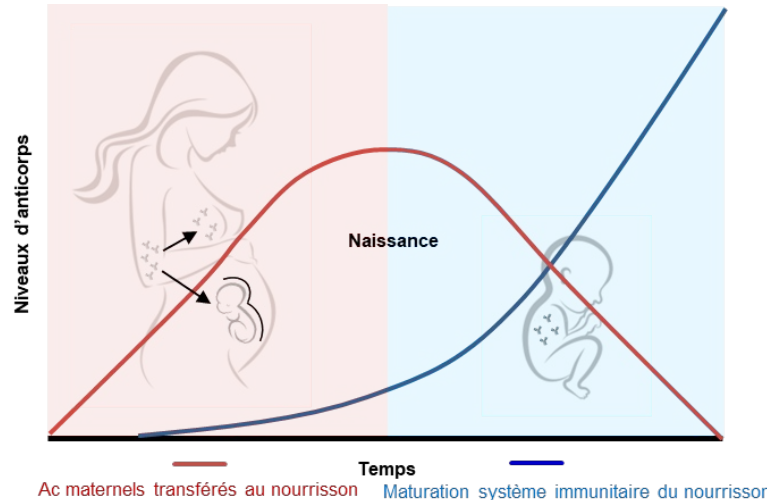 Niveaux d'anticorps
Naissance
Temps
Ac maternels transférés au nourrisson
Maturation système immunitaire du nourrisson